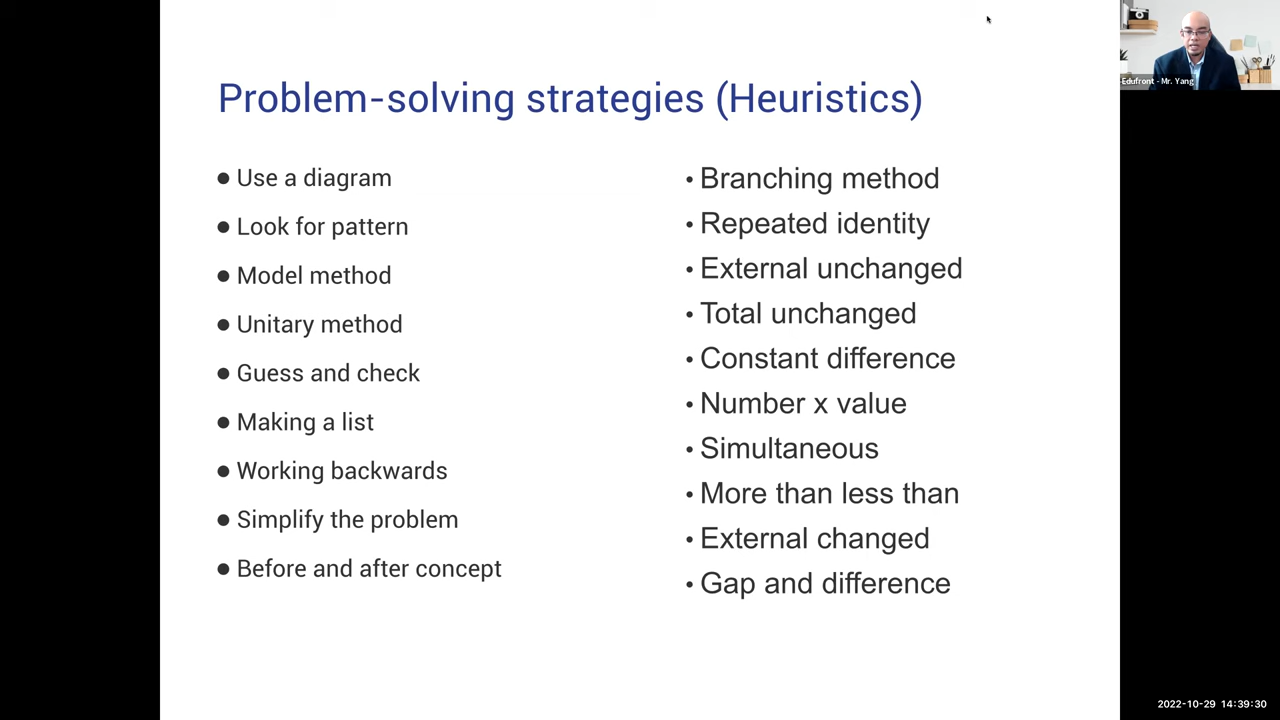 Problem-solving strategies (Heuristics)
● Use a diagram
● Look for pattern
● Model method
● Unitary method
● Guess and check
● Making a list
● Working backwards
● Simplify the problem
● Before and after concept
• Branching method
• Repeated identity
• External unchanged
• Total unchanged
• Constant difference
• Number x value
• Simultaneous
• More than less than
• External changed
• Gap and difference
Edufront - Mr. Yang
2022-10-29 14:39:30